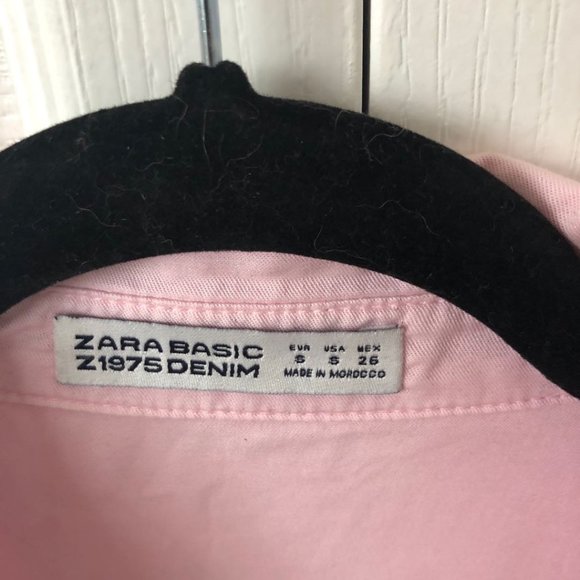 ZARA BASIC
Z1975 DENIM
EUR USA MEX
S S 26
MADE IN MOROCCO